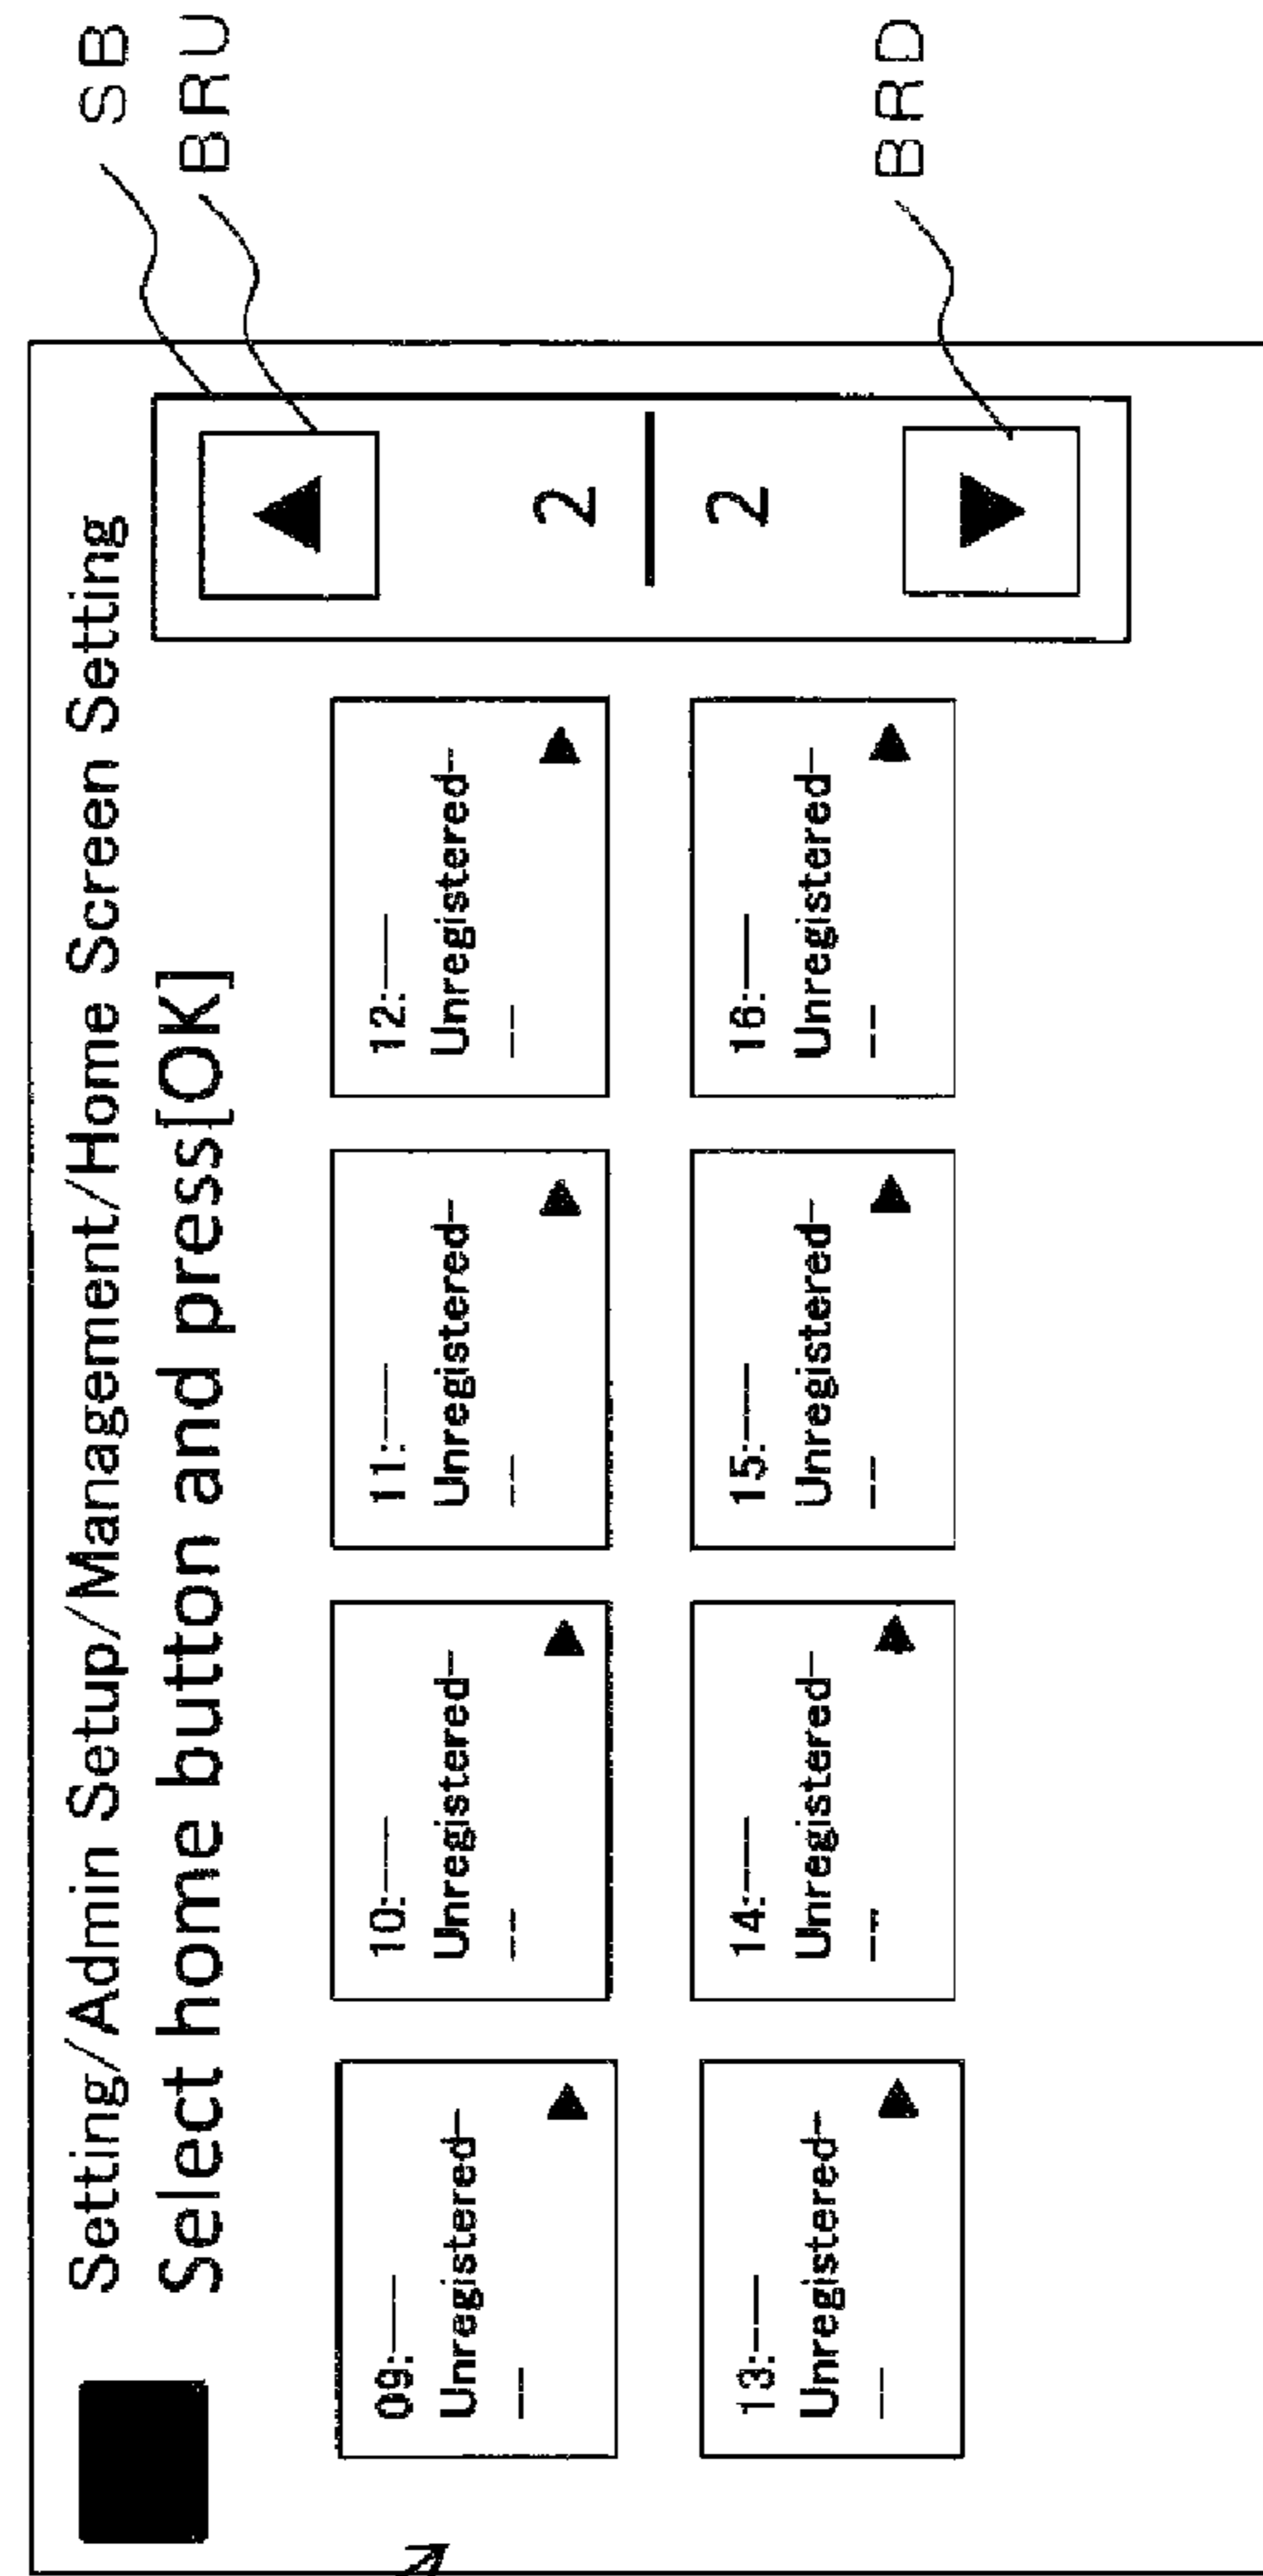 Setting/Admin Setup/Management/Home Screen Setting
Select home button and press[OK]
SB
BRU
09:——
Unregistered–
--
10:——
Unregistered–
--
11:——
Unregistered–
--
12:——
Unregistered–
--
2
2
BRD
13:——
Unregistered–
--
14:——
Unregistered–
--
15:——
Unregistered–
--
16:——
Unregistered–
--